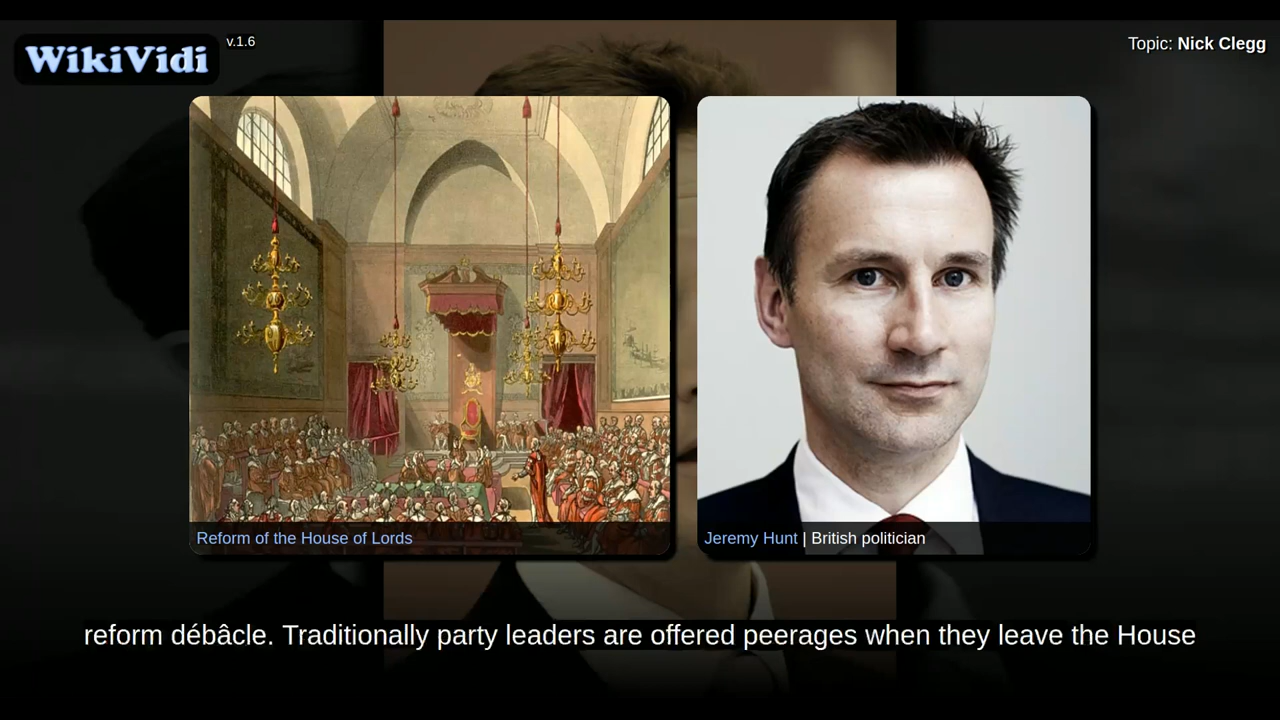 WikiVidi v.1.6
Topic: Nick Clegg
Reform of the House of Lords
Jeremy Hunt | British politician
reform débâcle. Traditionally party leaders are offered peerages when they leave the House